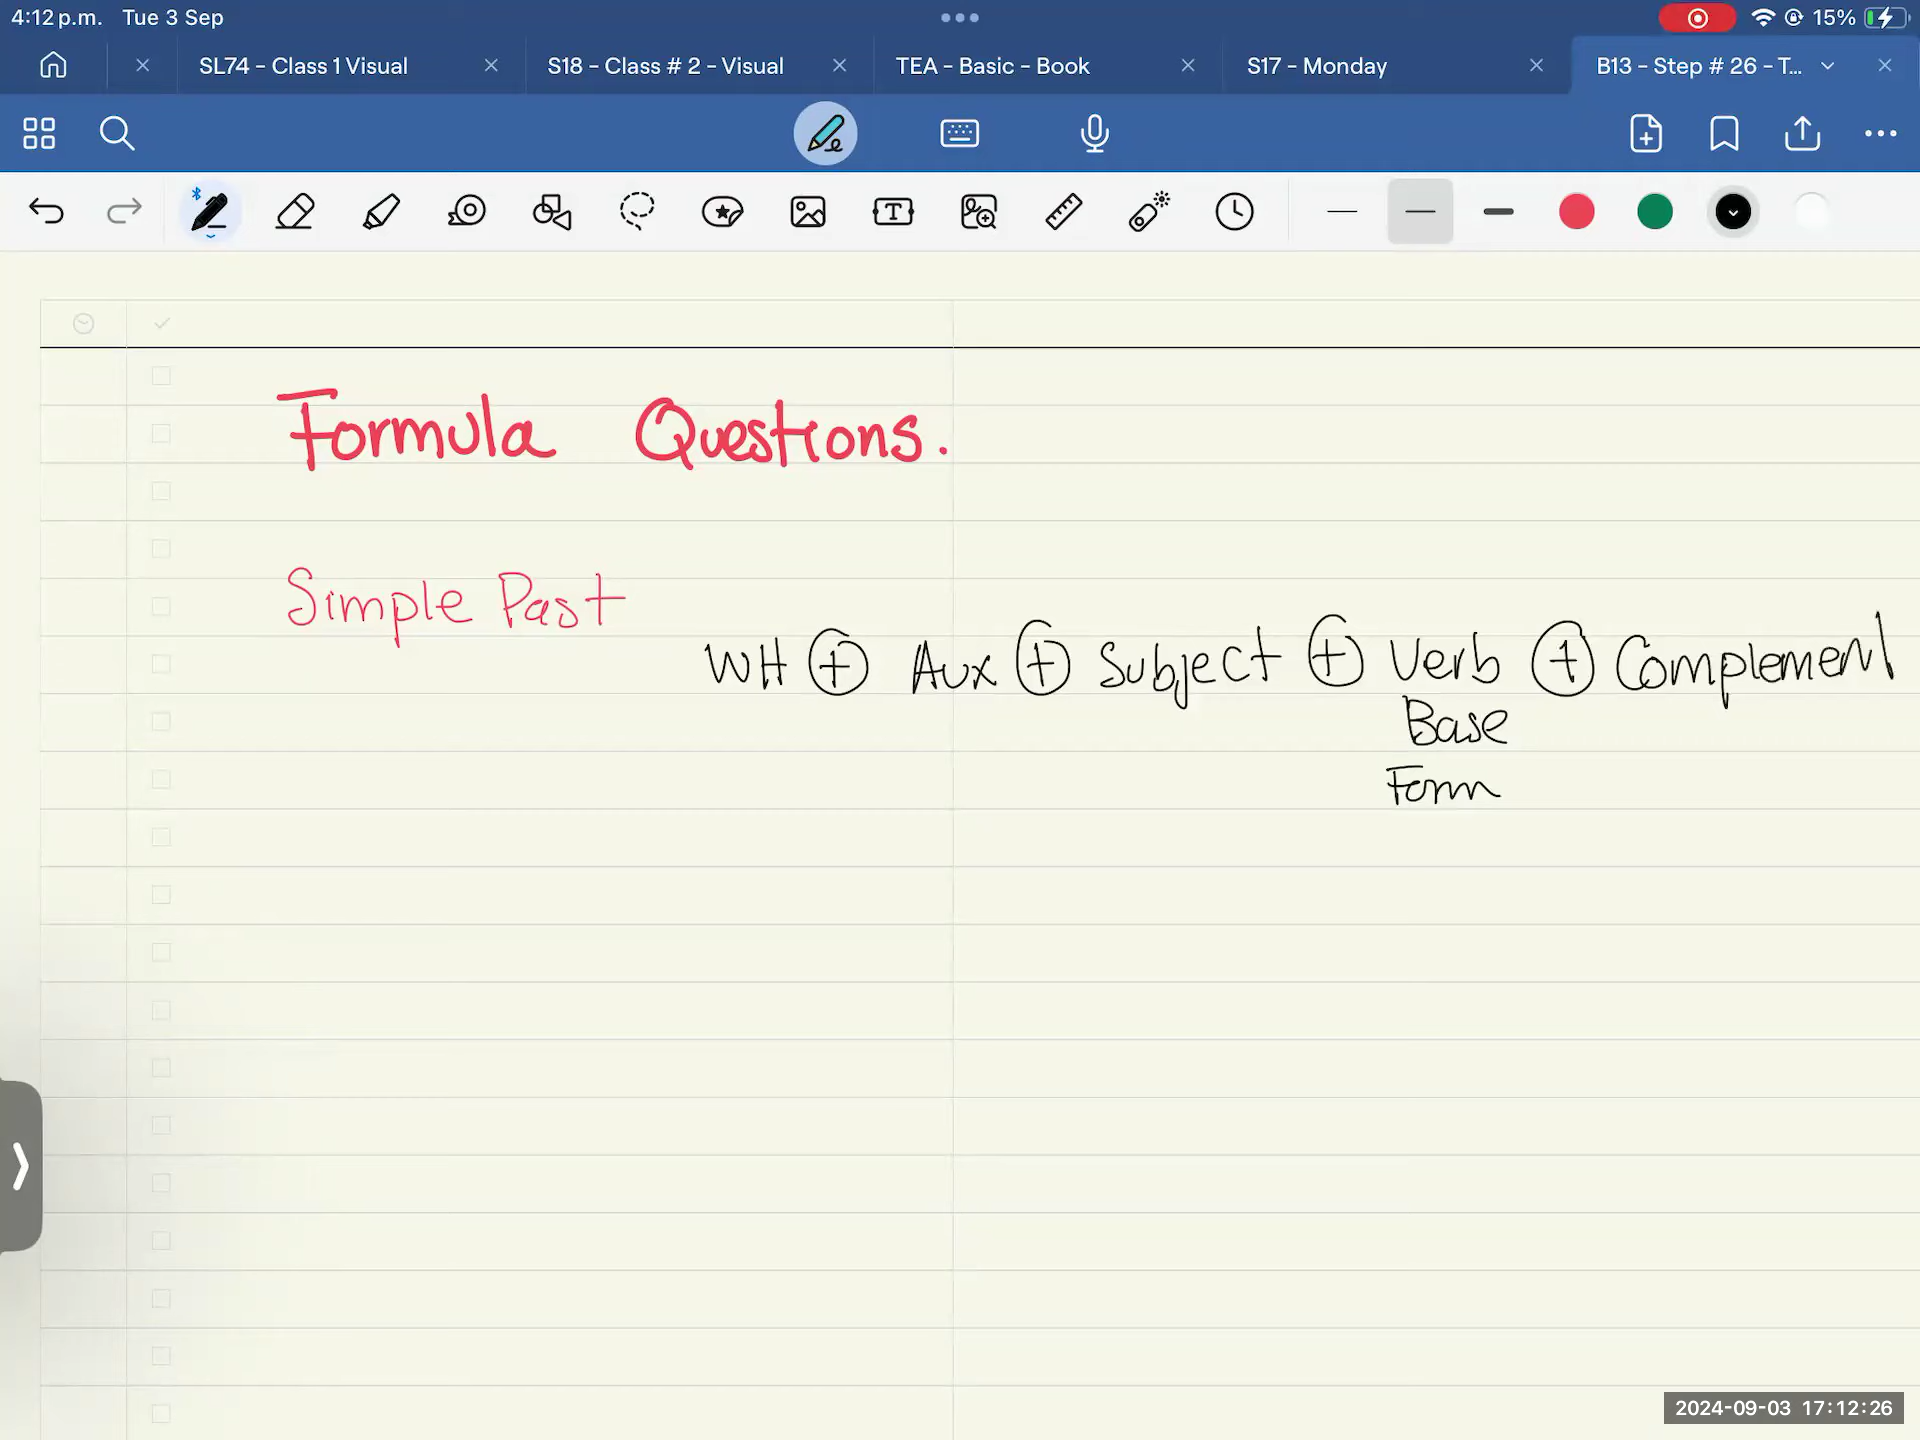 4:12 p.m. Tue 3 Sep
15%
SL74 - Class 1 Visual
S18 - Class # 2 - Visual
TEA - Basic - Book
S17 - Monday
B13 - Step # 26 - T...
Formula Questions.
Simple Past
WH + Aux + Subject + Verb + Complement
Base
Form
2024-09-03 17:12:26